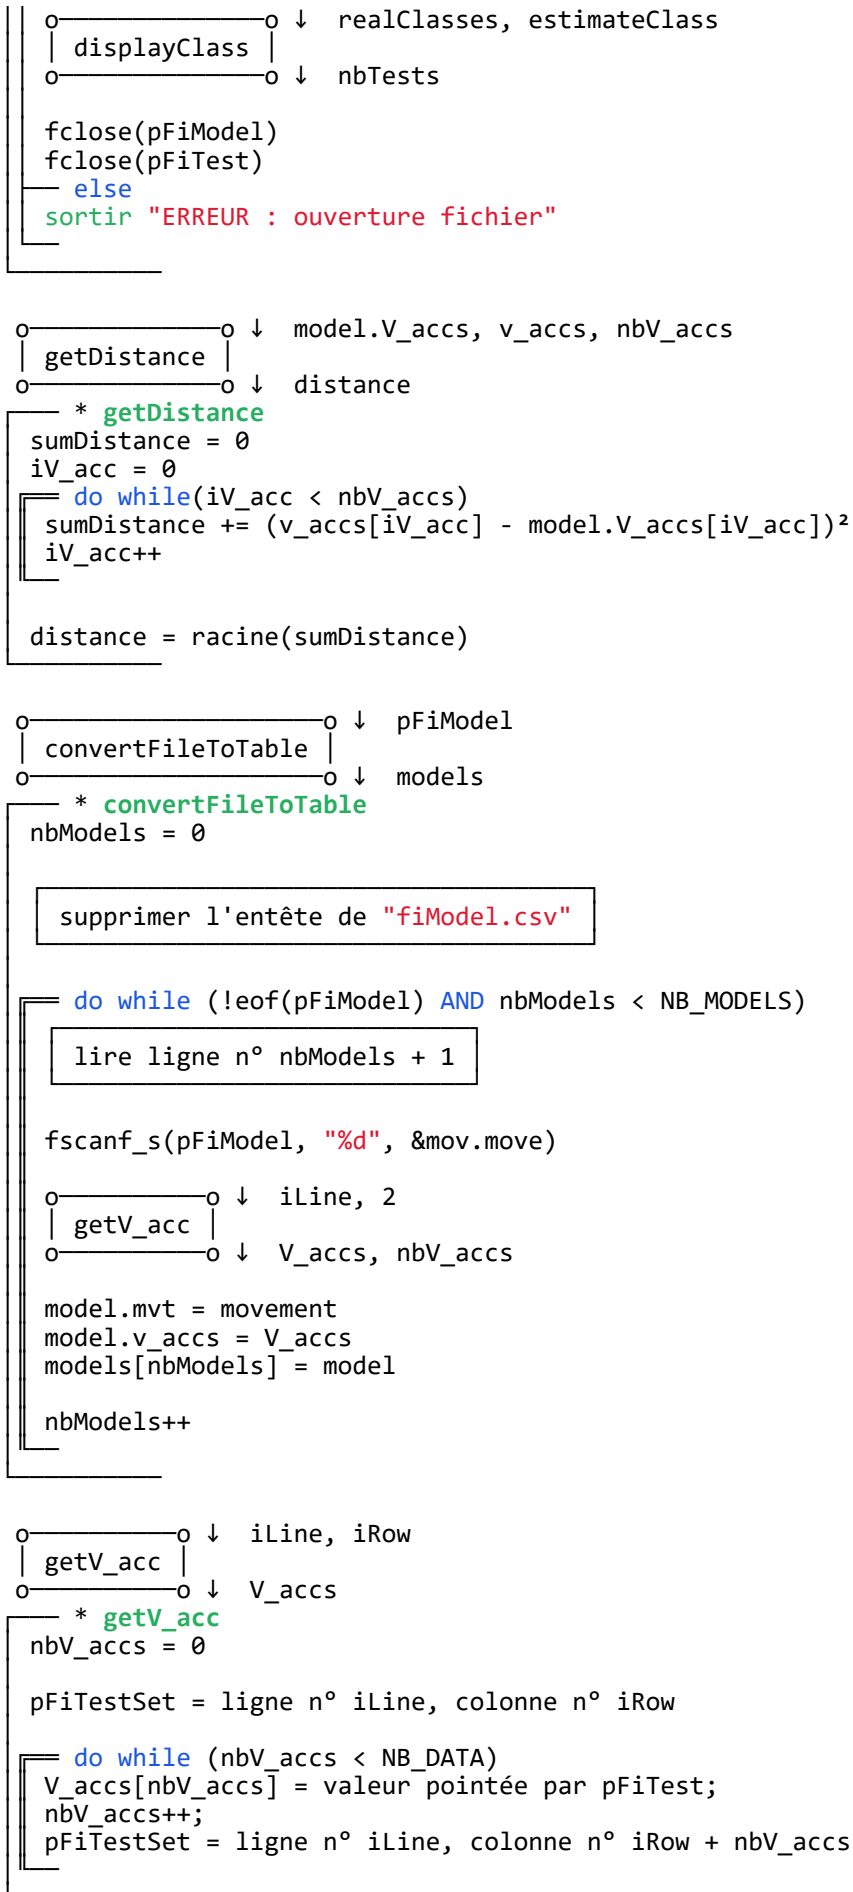 o──────────────o ↓  realClasses, estimateClass
│ displayClass │
o──────────────o ↓  nbTests
fclose(pFiModel)
fclose(pFiTest)
else
sortir "ERREUR : ouverture fichier"
o─────────────o ↓  model.V_accs, v_accs, nbV_accs
│ getDistance │
o─────────────o ↓  distance
* getDistance
sumDistance = 0
iV_acc = 0
do while(iV_acc < nbV_accs)
sumDistance += (v_accs[iV_acc] - model.V_accs[iV_acc])²
iV_acc++
distance = racine(sumDistance)
o────────────────────o ↓  pFiModel
│ convertFileToTable │
o────────────────────o ↓  models
* convertFileToTable
nbModels = 0
supprimer l'entête de "fiModel.csv"
do while (!eof(pFiModel) AND nbModels < NB_MODELS)
lire ligne n° nbModels + 1
fscanf_s(pFiModel, "%d", &mov.move)
o──────────o ↓  iLine, 2
│ getV_acc │
o──────────o ↓  V_accs, nbV_accs
model.mvt = movement
model.v_accs = V_accs
models[nbModels] = model
nbModels++
o──────────o ↓  iLine, iRow
│ getV_acc │
o──────────o ↓  V_accs
* getV_acc
nbV_accs = 0
pFiTestSet = ligne n° iLine, colonne n° iRow
do while (nbV_accs < NB_DATA)
V_accs[nbV_accs] = valeur pointée par pFiTest;
nbV_accs++;
pFiTestSet = ligne n° iLine, colonne n° iRow + nbV_accs